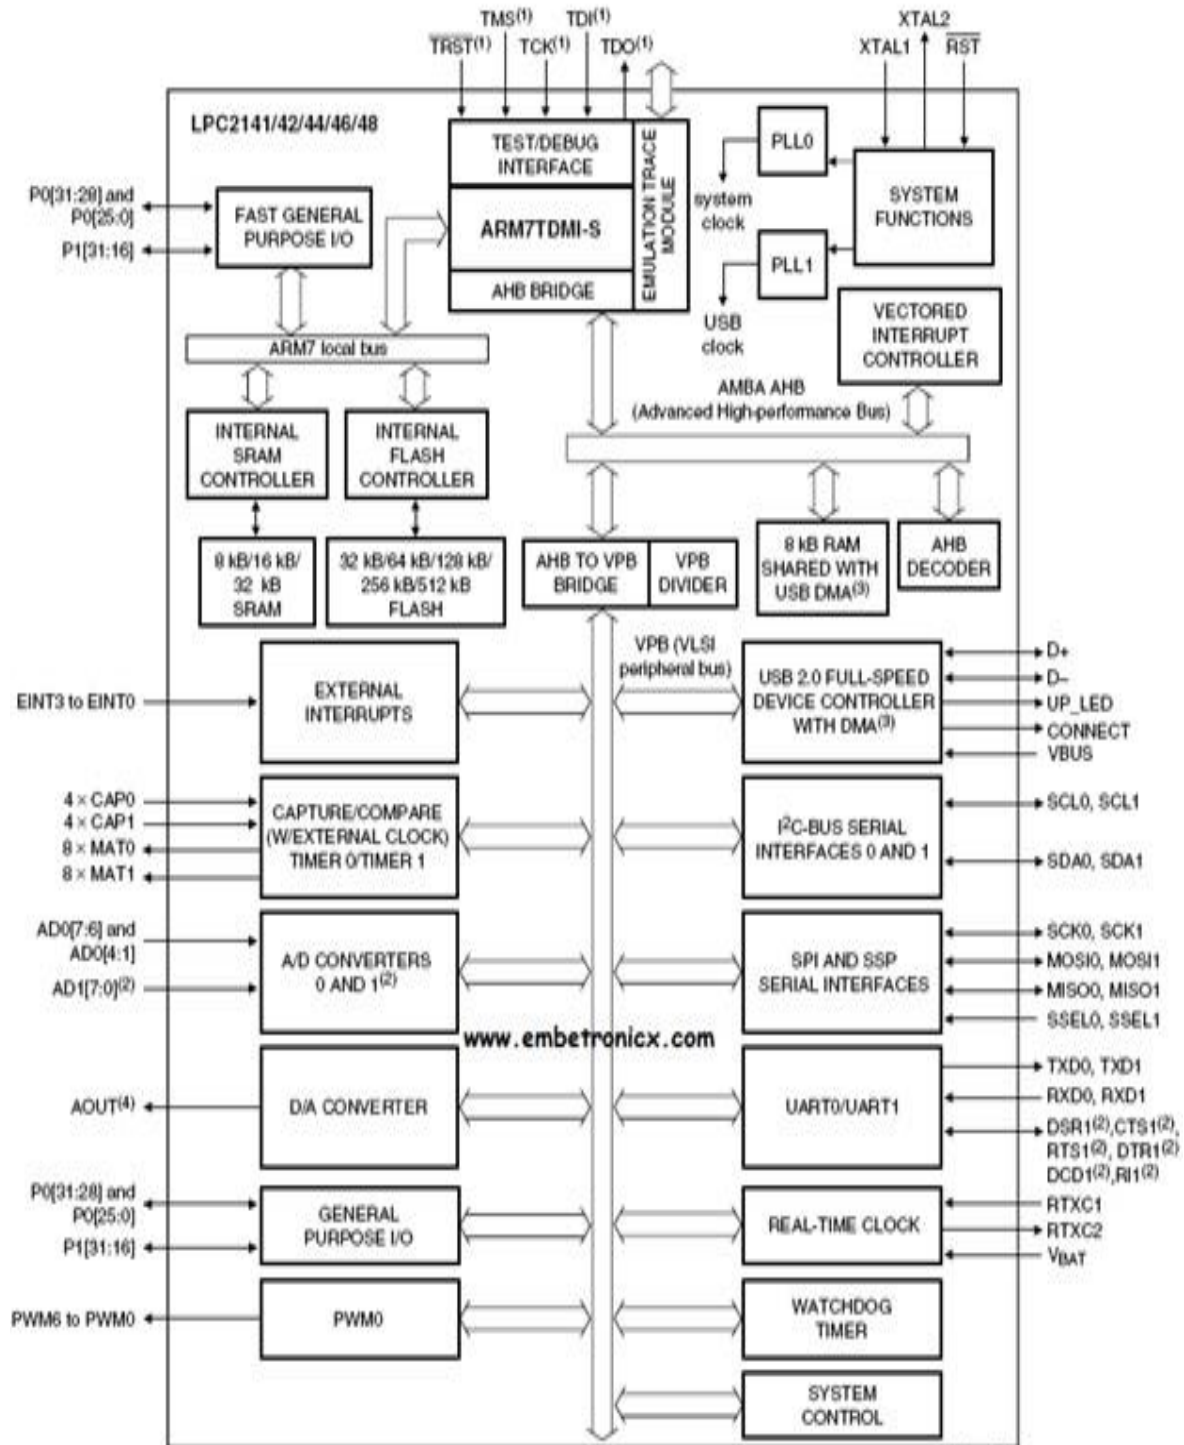 TMS(1)
TDI(1)
TRST(1)
TCK(1)
TDO(1)
XTAL2
XTAL1
RST
LPC2141/42/44/46/48
TEST/DEBUG
INTERFACE
ARM7TDMI-S
AHB BRIDGE
EMULATION TRACE
MODULE
PLL0
system
clock
PLL1
USB
clock
SYSTEM
FUNCTIONS
P0[31:28] and
P0[25:0]
P1[31:16]
FAST GENERAL
PURPOSE I/O
VECTORED
INTERRUPT
CONTROLLER
ARM7 local bus
AMBA AHB
(Advanced High-performance Bus)
INTERNAL
SRAM
CONTROLLER
INTERNAL
FLASH
CONTROLLER
8 kB/16 kB/
32 kB
SRAM
32 kB/64 kB/128 kB/
256 kB/512 kB
FLASH
AHB TO VPB
BRIDGE
VPB
DIVIDER
8 kB RAM
SHARED WITH
USB DMA(3)
AHB
DECODER
VPB (VLSI
peripheral bus)
EINT3 to EINT0
EXTERNAL
INTERRUPTS
USB 2.0 FULL-SPEED
DEVICE CONTROLLER
WITH DMA(3)
D+
D–
UP_LED
CONNECT
VBUS
4 × CAP0
4 × CAP1
8 × MAT0
8 × MAT1
CAPTURE/COMPARE
(W/EXTERNAL CLOCK)
TIMER 0/TIMER 1
I2C-BUS SERIAL
INTERFACES 0 AND 1
SCL0, SCL1
SDA0, SDA1
AD0[7:6] and
AD0[4:1]
AD1[7:0](2)
A/D CONVERTERS
0 AND 1(2)
SPI AND SSP
SERIAL INTERFACES
SCK0, SCK1
MOSI0, MOSI1
MISO0, MISO1
SSEL0, SSEL1
www.embetronicx.com
AOUT(4)
D/A CONVERTER
UART0/UART1
TXD0, TXD1
RXD0, RXD1
DSR1(2),CTS1(2),
RTS1(2), DTR1(2)
DCD1(2),RI1(2)
P0[31:28] and
P0[25:0]
P1[31:16]
GENERAL
PURPOSE I/O
REAL-TIME CLOCK
RTXC1
RTXC2
VBAT
PWM6 to PWM0
PWM0
WATCHDOG
TIMER
SYSTEM
CONTROL